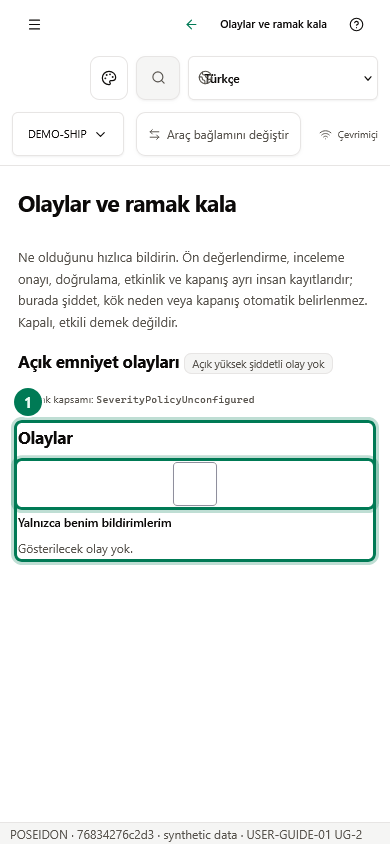 Olaylar ve ramak kala
Türkçe
DEMO-SHIP
Araç bağlamını değiştir
Çevrimiçi
Olaylar ve ramak kala
Ne olduğunu hızlıca bildirin. Ön değerlendirme, inceleme
onayı, doğrulama, etkinlik ve kapanış ayrı insan kayıtlarıdır;
burada şiddet, kök neden veya kapanış otomatik belirlenmez.
Kapalı, etkili demek değildir.
Açık emniyet olayları
Açık yüksek şiddetli olay yok
1
kapsamı: SeverityPolicyUnconfigured
Olaylar
Yalnızca benim bildirimlerim
Gösterilecek olay yok.
POSEIDON · 76834276c2d3 · synthetic data · USER-GUIDE-01 UG-2